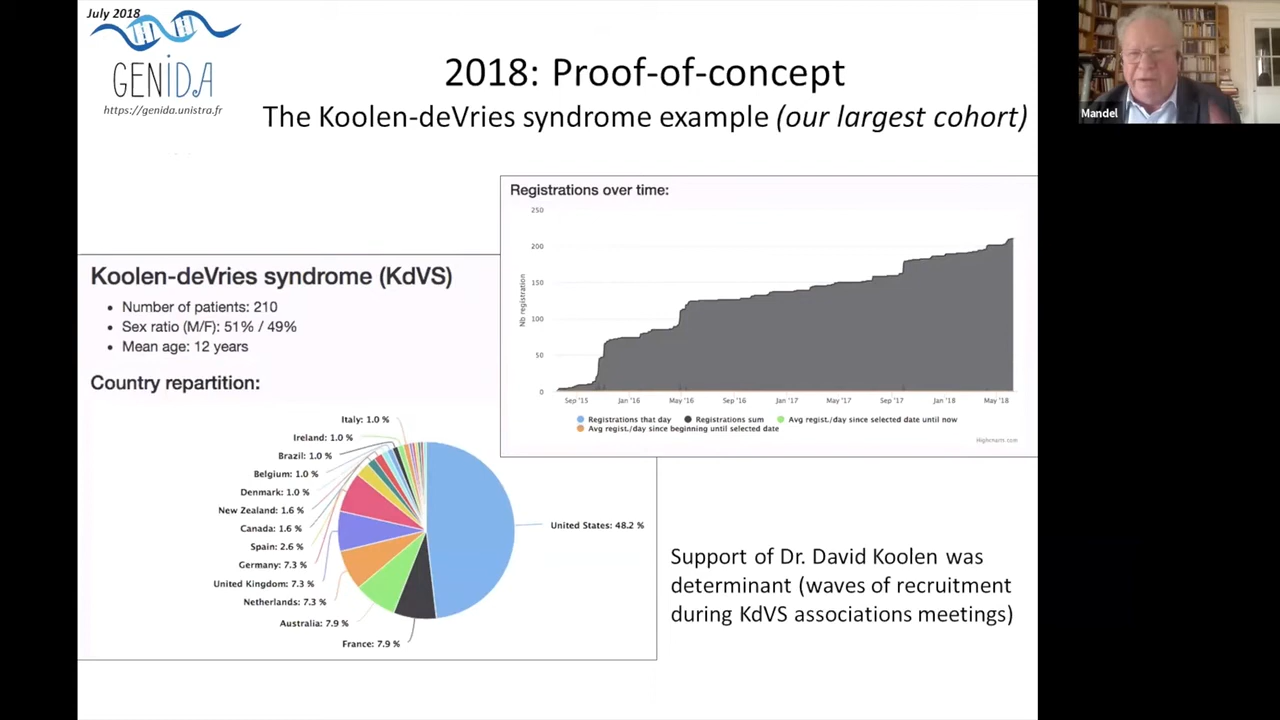 July 2018
GENIDA
https://genida.unistra.fr
2018: Proof-of-concept
The Koolen-deVries syndrome example (our largest cohort)
Mandel
Registrations over time:
250
200
150
100
50
0
Nb registration
Sep '15
Jan '16
May '16
Sep '16
Jan '17
May '17
Sep '17
Jan '18
May '18
Registrations that day
Registrations sum
Avg regist./day since selected date until now
Avg regist./day since beginning until selected date
Highcharts.com
Koolen-deVries syndrome (KdVS)
• Number of patients: 210
• Sex ratio (M/F): 51% / 49%
• Mean age: 12 years
Country repartition:
Italy: 1.0 %
Ireland: 1.0 %
Brazil: 1.0 %
Belgium: 1.0 %
Denmark: 1.0 %
New Zealand: 1.6 %
Canada: 1.6 %
Spain: 2.6 %
Germany: 7.3 %
United Kingdom: 7.3 %
Netherlands: 7.3 %
Australia: 7.9 %
France: 7.9 %
United States: 48.2 %
Support of Dr. David Koolen was
determinant (waves of recruitment
during KdVS associations meetings)